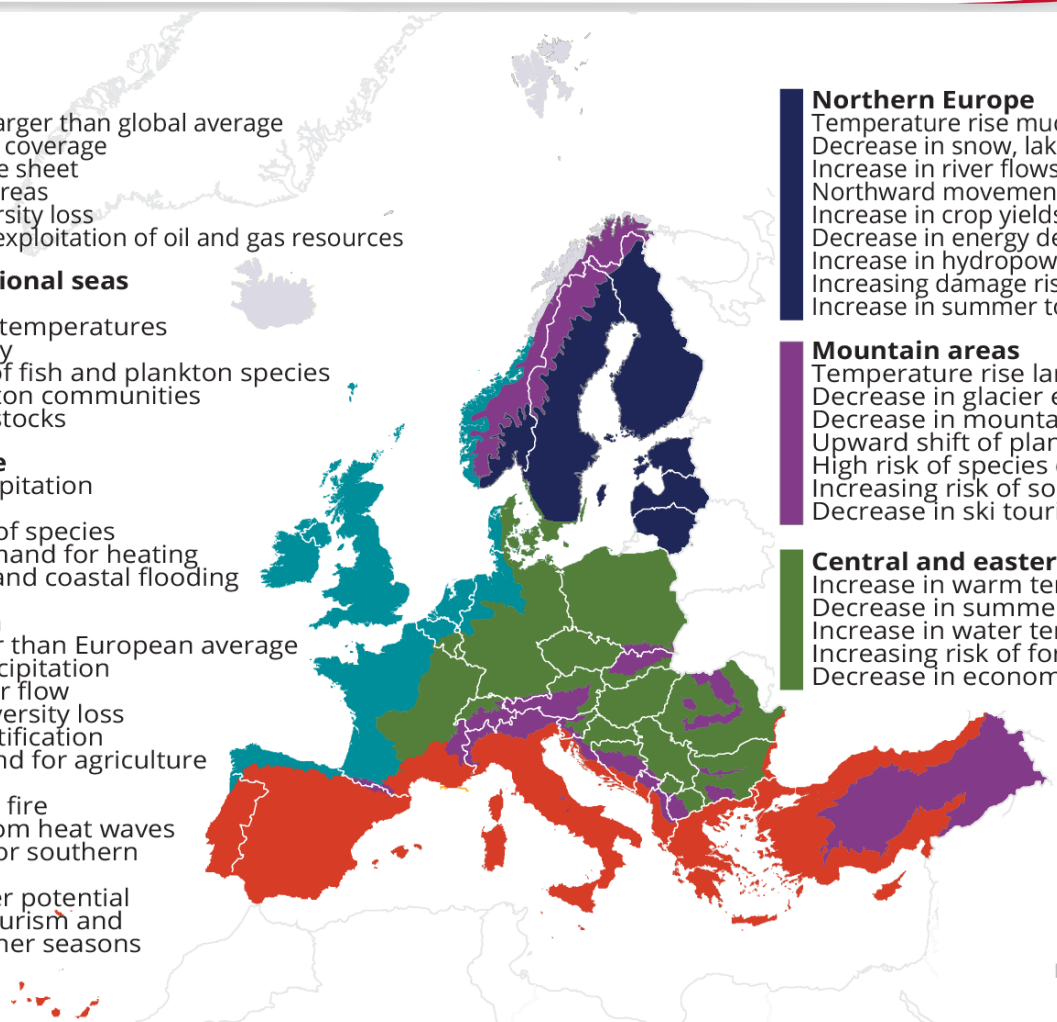 arger than global average
coverage
e sheet
reas
rsity loss
exploitation of oil and gas resources
ional seas
temperatures
y
of fish and plankton species
ton communities
stocks
e
pitation
of species
mand for heating
and coastal flooding
r than European average
cipitation
r flow
versity loss
tification
nd for agriculture
fire
om heat waves
or southern
er potential
ourism and
her seasons
Northern Europe
Temperature rise muc
Decrease in snow, lak
Increase in river flows
Northward movemen
Increase in crop yields
Decrease in energy de
Increase in hydropow
Increasing damage ris
Increase in summer to
Mountain areas
Temperature rise lar
Decrease in glacier e
Decrease in mounta
Upward shift of plan
High risk of species e
Increasing risk of so
Decrease in ski touri
Central and easter
Increase in warm ter
Decrease in summe
Increase in water ter
Increasing risk of for
Decrease in econom